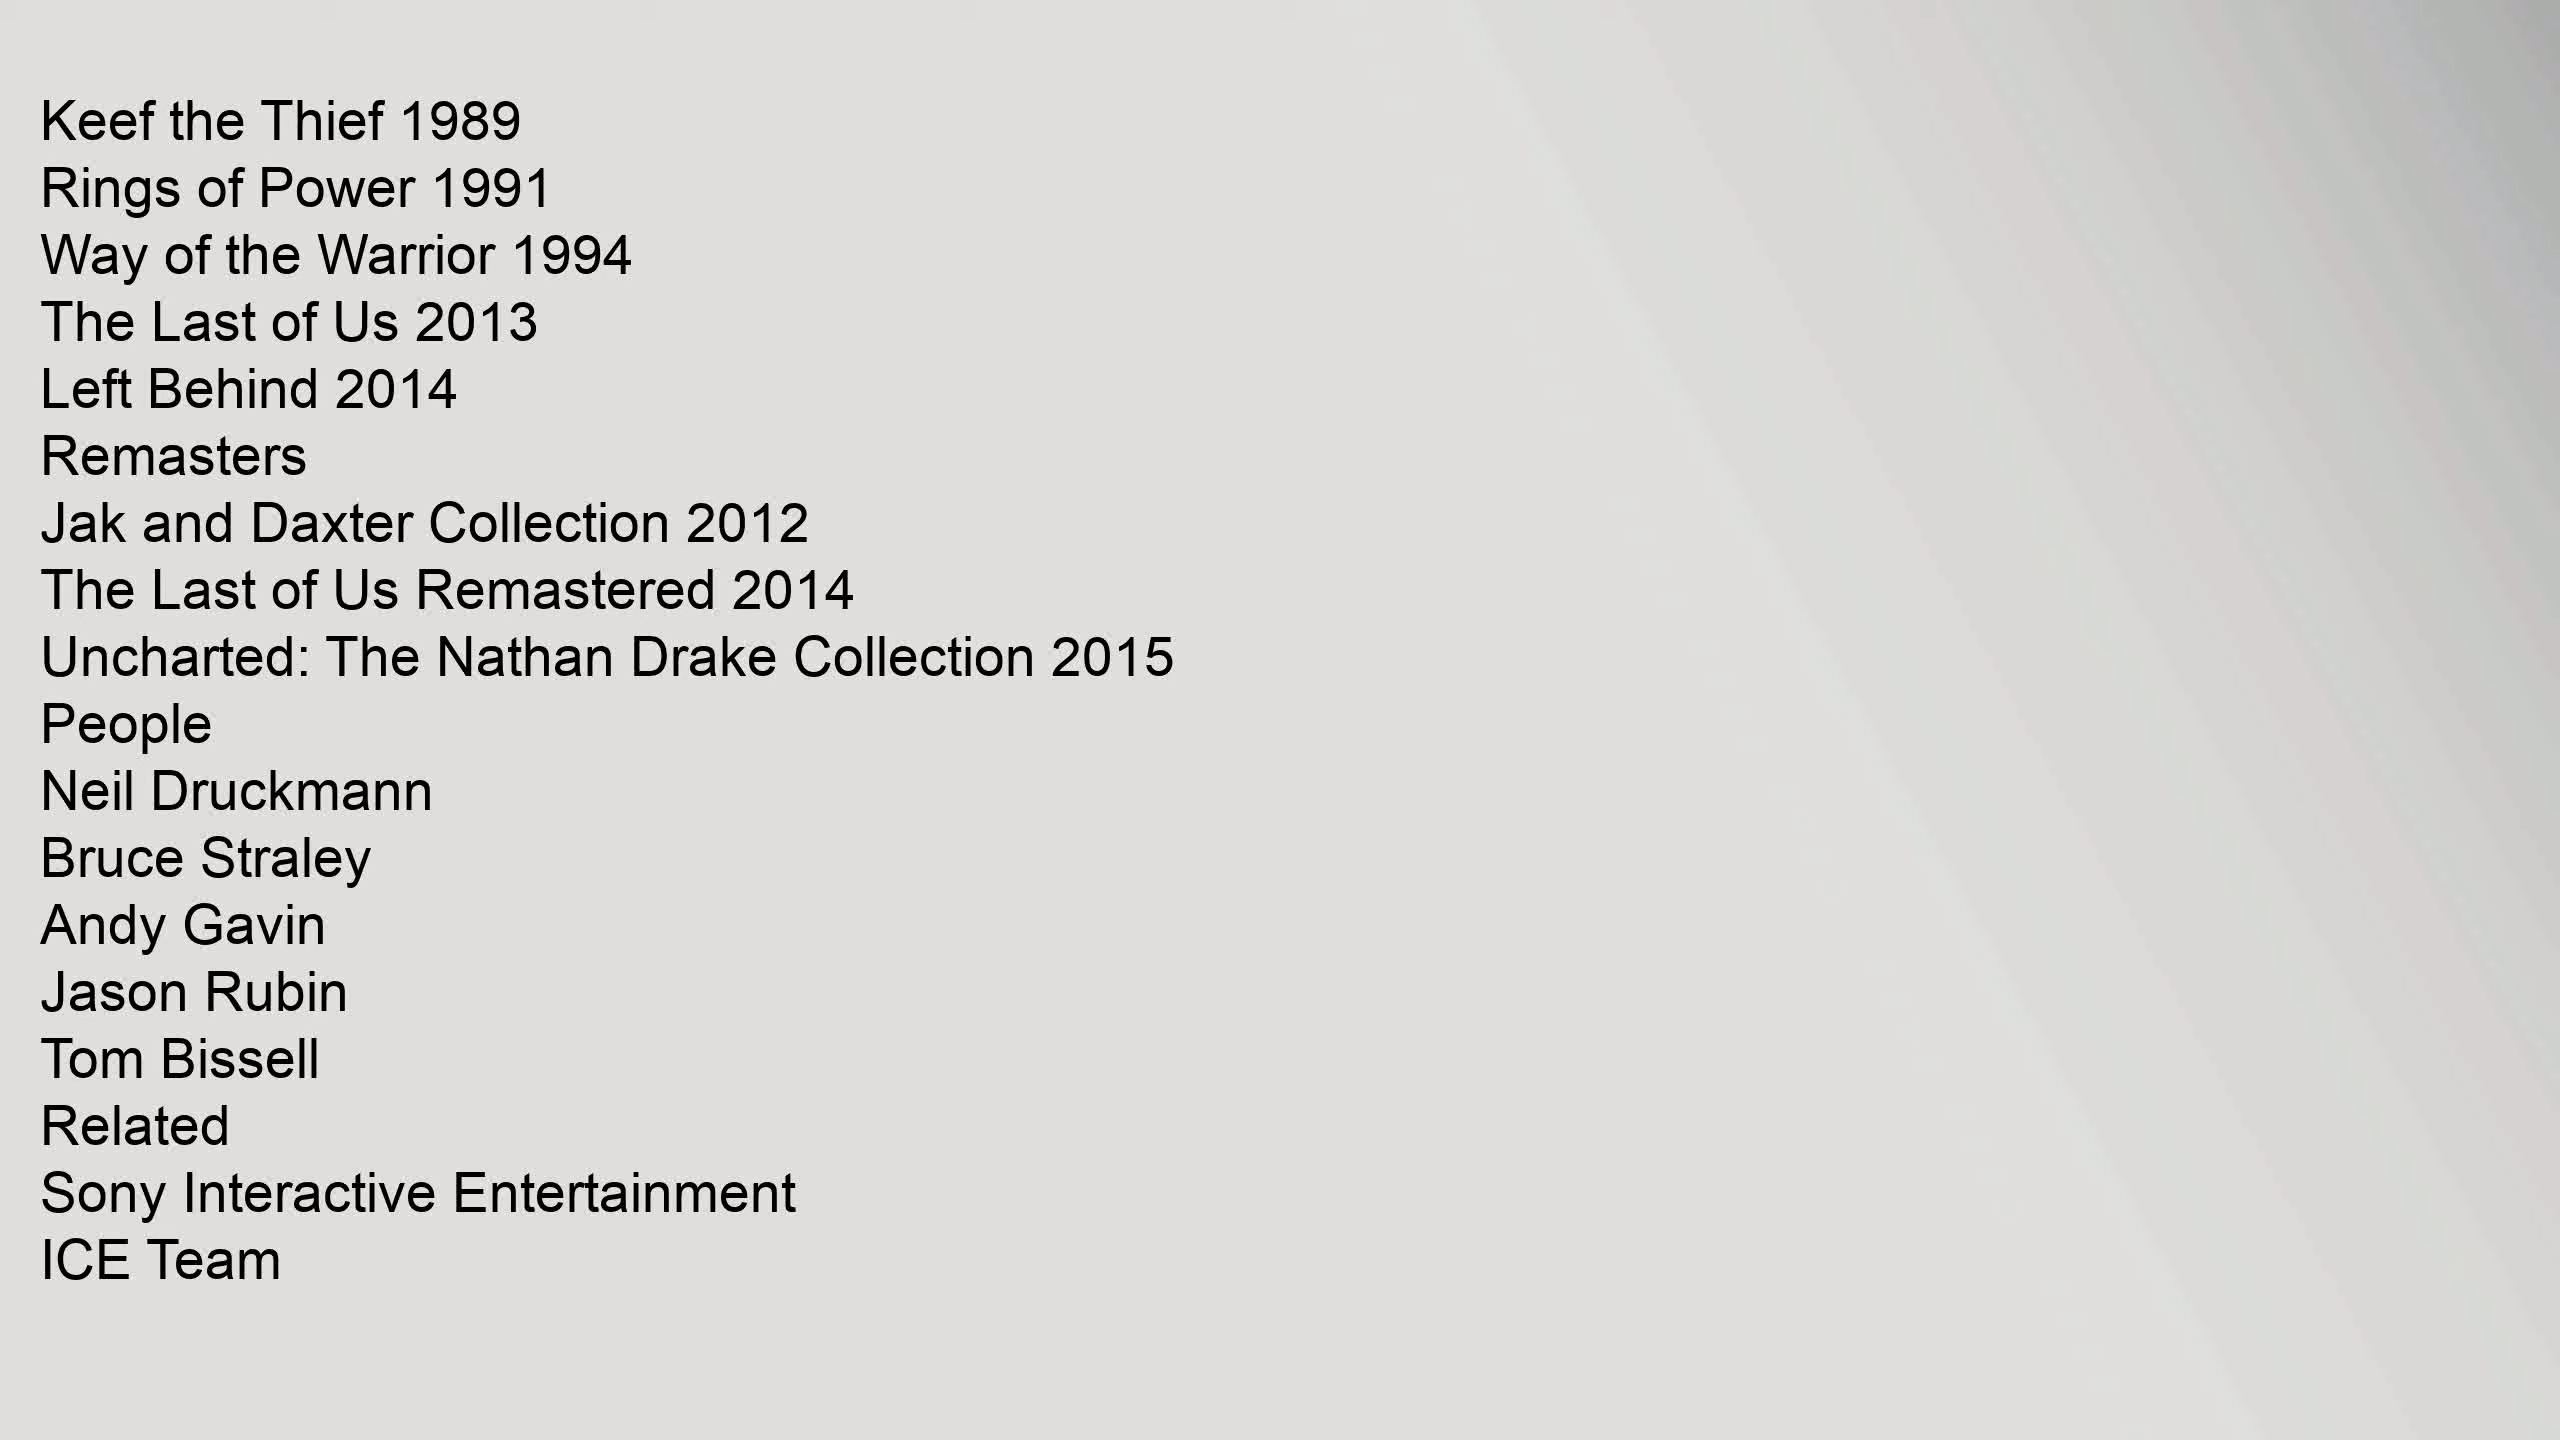 Keef the Thief 1989
Rings of Power 1991
Way of the Warrior 1994
The Last of Us 2013
Left Behind 2014
Remasters
Jak and Daxter Collection 2012
The Last of Us Remastered 2014
Uncharted: The Nathan Drake Collection 2015
People
Neil Druckmann
Bruce Straley
Andy Gavin
Jason Rubin
Tom Bissell
Related
Sony Interactive Entertainment
ICE Team